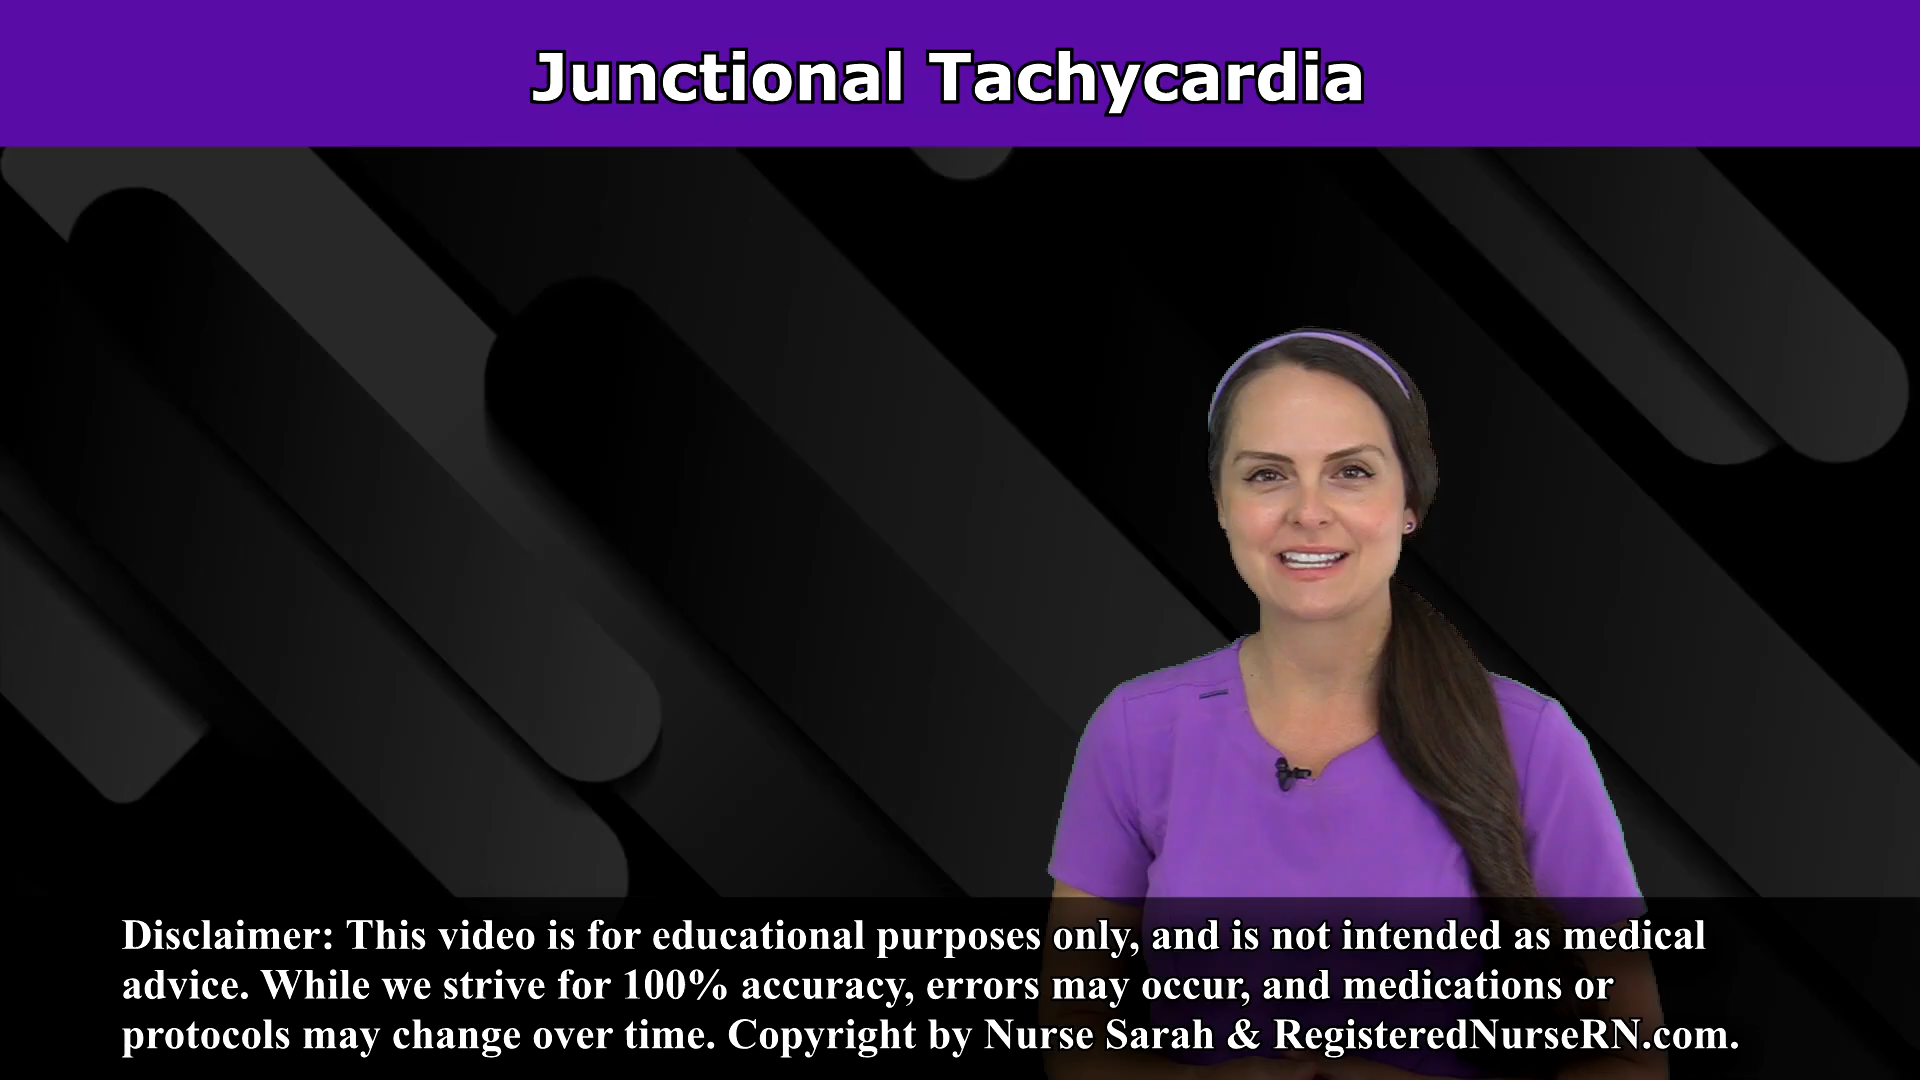 Junctional Tachycardia
Disclaimer: This video is for educational purposes only, and is not intended as medical
advice. While we strive for 100% accuracy, errors may occur, and medications or
protocols may change over time. Copyright by Nurse Sarah & RegisteredNurseRN.com.